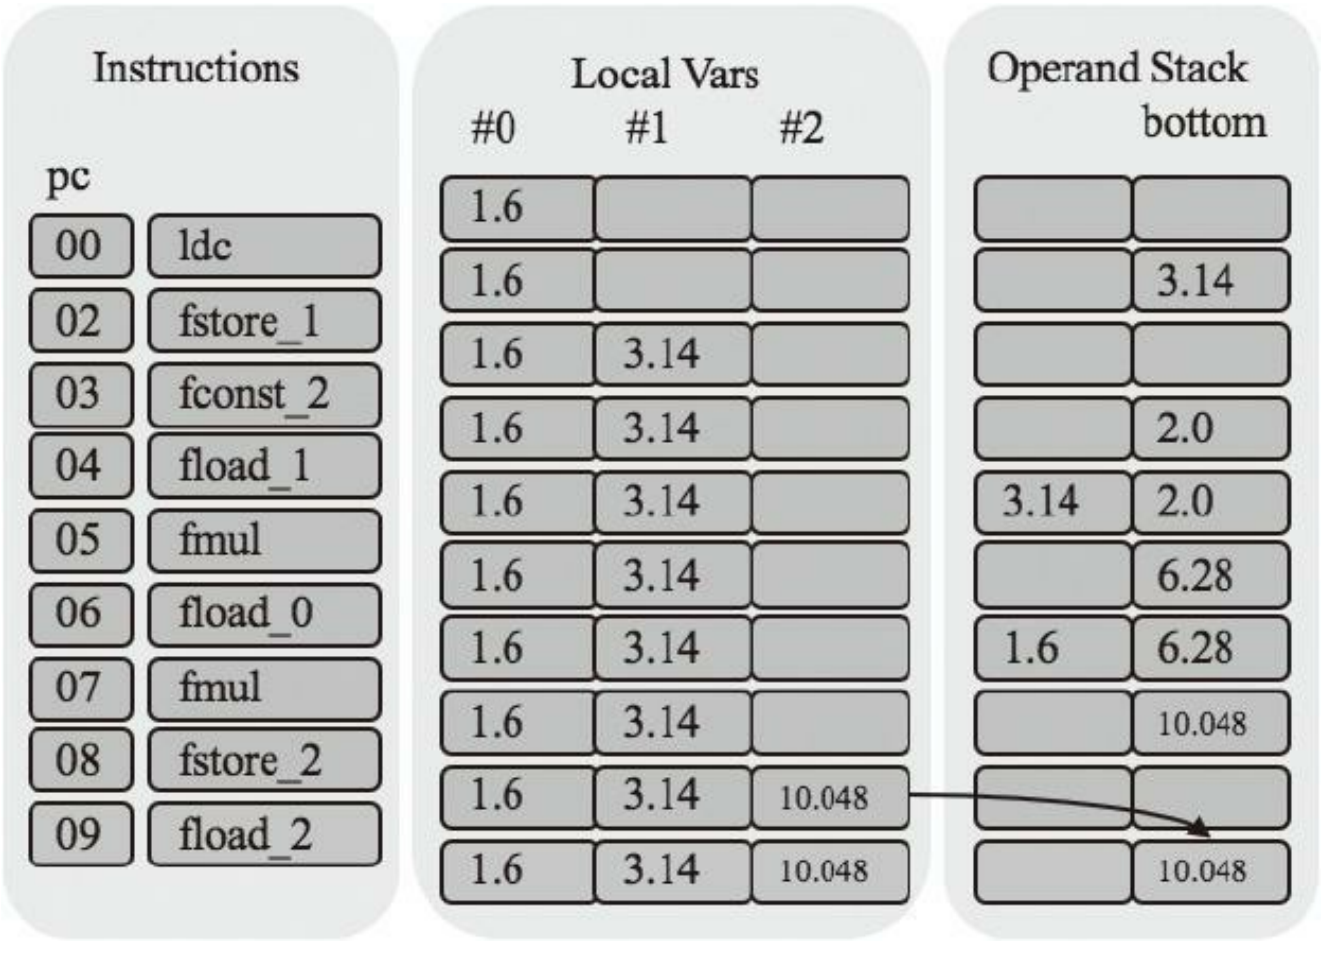 Instructions
pc
00 ldc
02 fstore_1
03 fconst_2
04 fload_1
05 fmul
06 fload_0
07 fmul
08 fstore_2
09 fload_2
Local Vars
#0 #1 #2
1.6
1.6
1.6 3.14
1.6 3.14
1.6 3.14
1.6 3.14
1.6 3.14
1.6 3.14
1.6 3.14 10.048
1.6 3.14 10.048
Operand Stack
bottom
3.14
2.0
3.14 2.0
6.28
1.6 6.28
10.048
10.048